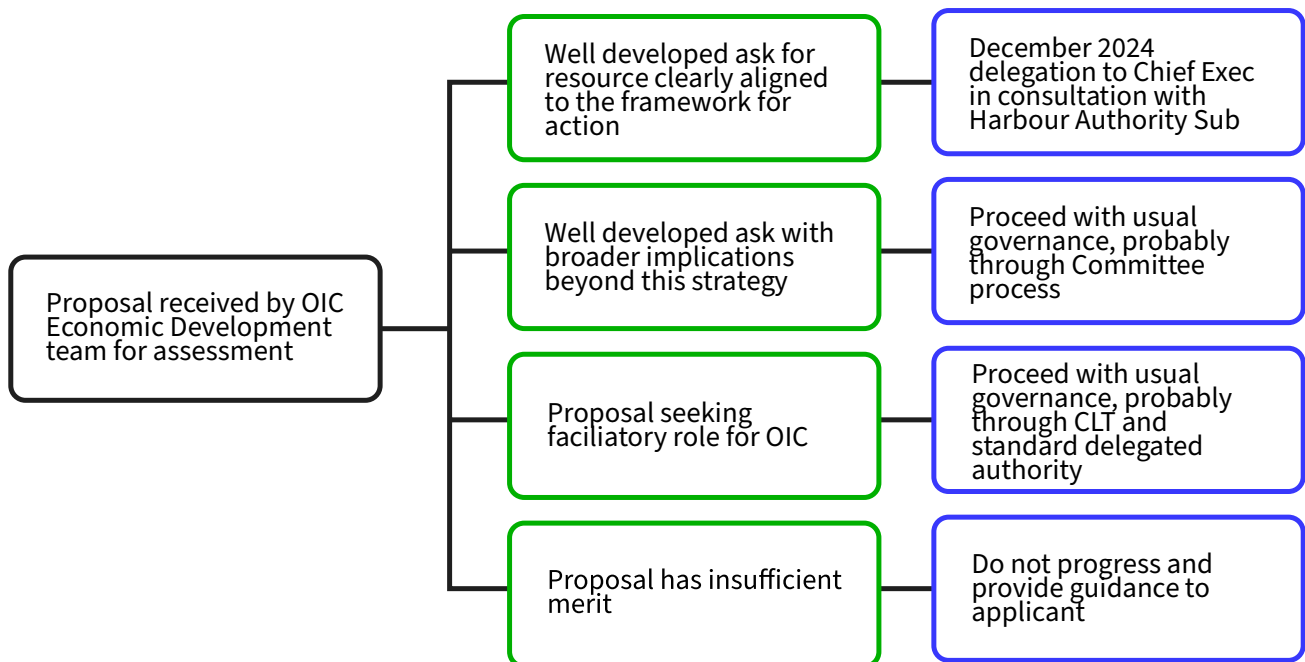 Proposal received by OIC
Economic Development
team for assessment
Well developed ask for
resource clearly aligned
to the framework for
action
December 2024
delegation to Chief Exec
in consultation with
Harbour Authority Sub
Well developed ask with
broader implications
beyond this strategy
Proceed with usual
governance, probably
through Committee
process
Proposal seeking
faciliatory role for OIC
Proceed with usual
governance, probably
through CLT and
standard delegated
authority
Proposal has insufficient
merit
Do not progress and
provide guidance to
applicant